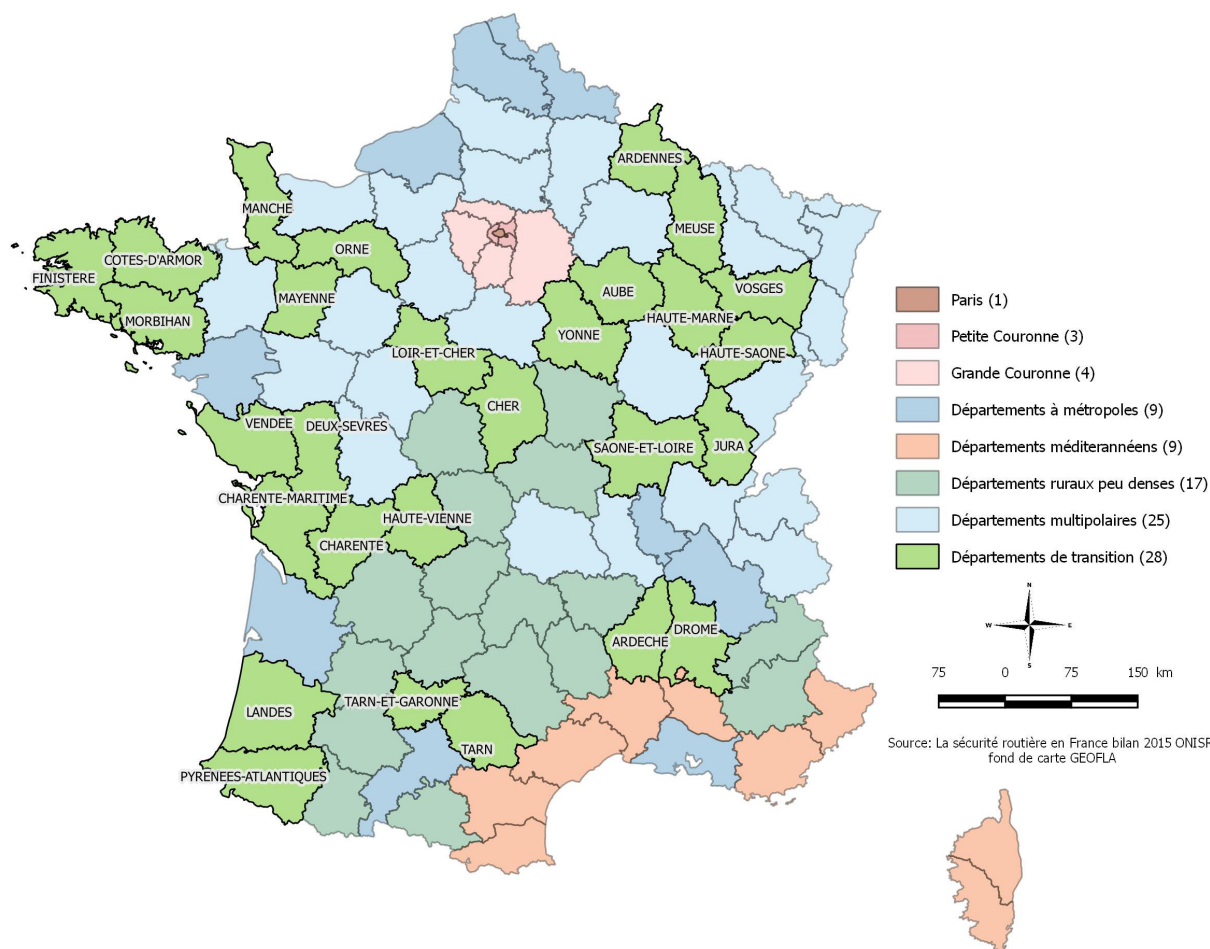 ARDENNES
MANCHE
MEUSE
ORNE
COTES-D'ARMOR
FINISTERE
AUBE
VOSGES
MAYENNE
MORBIHAN
HAUTE-MARNE
YONNE
LOIR-ET-CHER
HAUTE-SAONE
CHER
VENDEE
DEUX-SEVRES
SAONE-ET-LOIRE
JURA
CHARENTE-MARITIME
HAUTE-VIENNE
CHARENTE
DROME
ARDECHE
TARN-ET-GARONNE
LANDES
TARN
PYRENEES-ATLANTIQUES
Paris (1)
Petite Couronne (3)
Grande Couronne (4)
Départements à métropoles (9)
Départements méditerannéens (9)
Départements ruraux peu denses (17)
Départements multipolaires (25)
Départements de transition (28)
N
W E
S
75 0 75 150 km
Source: La sécurité routière en France bilan 2015 ONISR
fond de carte GEOFLA